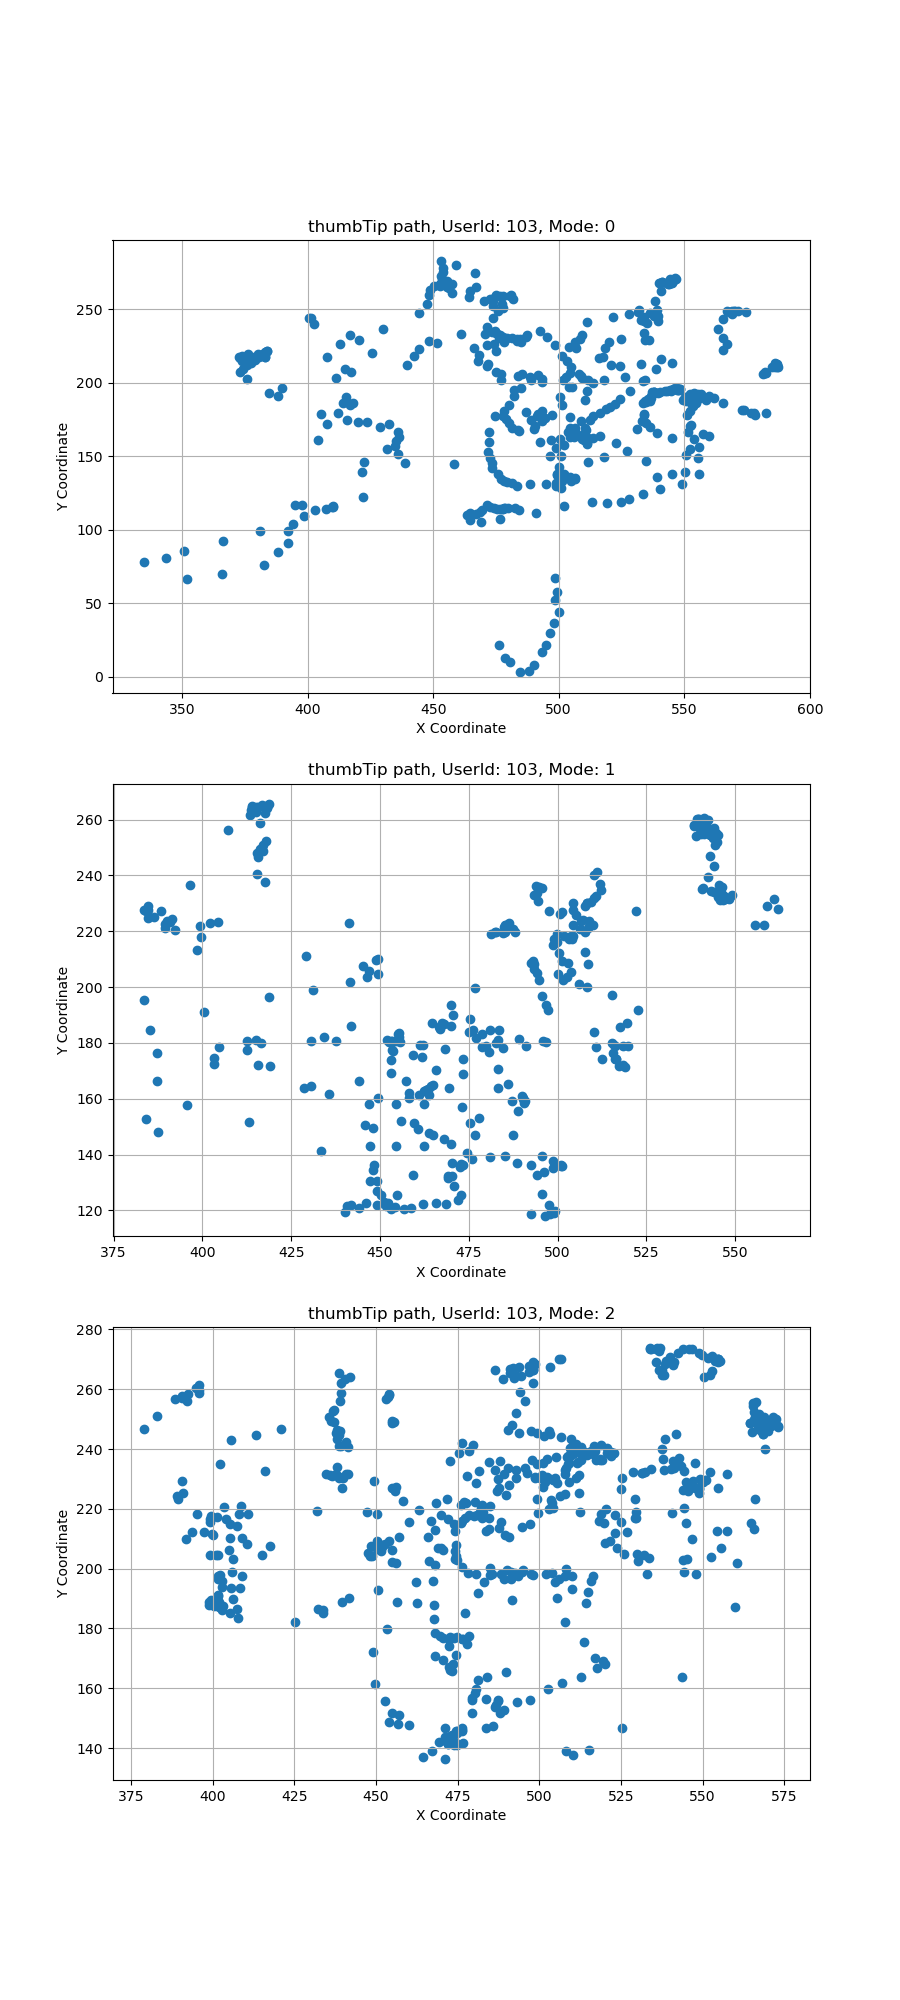 thumbTip path, UserId: 103, Mode: 0
Y Coordinate
250
200
150
100
50
0
350 400 450 500 550 600
X Coordinate
thumbTip path, UserId: 103, Mode: 1
Y Coordinate
260
240
220
200
180
160
140
120
375 400 425 450 475 500 525 550
X Coordinate
thumbTip path, UserId: 103, Mode: 2
Y Coordinate
280
260
240
220
200
180
160
140
375 400 425 450 475 500 525 550 575
X Coordinate